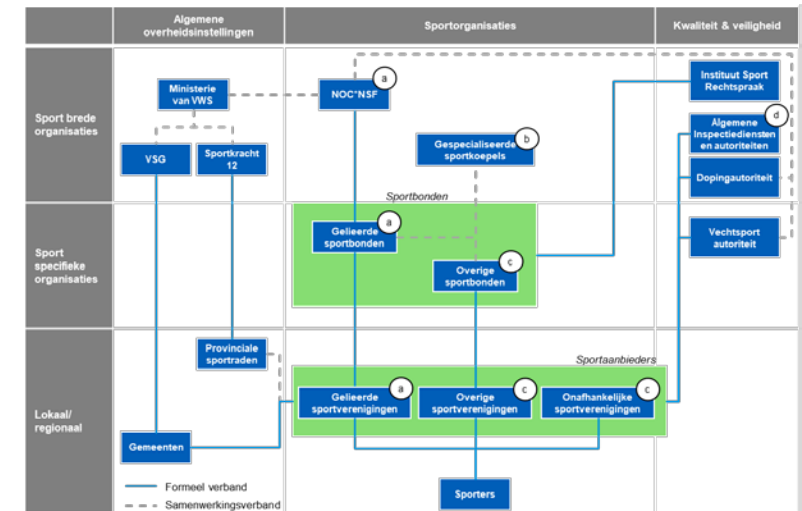 Algemene
overheidsinstellingen
Sportorganisaties
Kwaliteit & veiligheid
Sport brede
organisaties
Ministerie
van VWS
NOC*NSF
a
Instituut Sport
Rechtspraak
VSG
Sportkracht
12
Gespecialiseerde
sportkoepels
b
Algemene
Inspectiediensten
en autoriteiten
d
Dopingautoriteit
Sportbonden
Sport
specifieke
organisaties
Gelieerde
sportbonden
a
Overige
sportbonden
c
Vechtsport
autoriteit
Provinciale
sportraden
Sportaanbieders
Lokaal/
regionaal
Gelieerde
sportverenigingen
a
Overige
sportverenigingen
c
Onafhankelijke
sportverenigingen
c
Gemeenten
Formeel verband
Samenwerkingsverband
Sporters